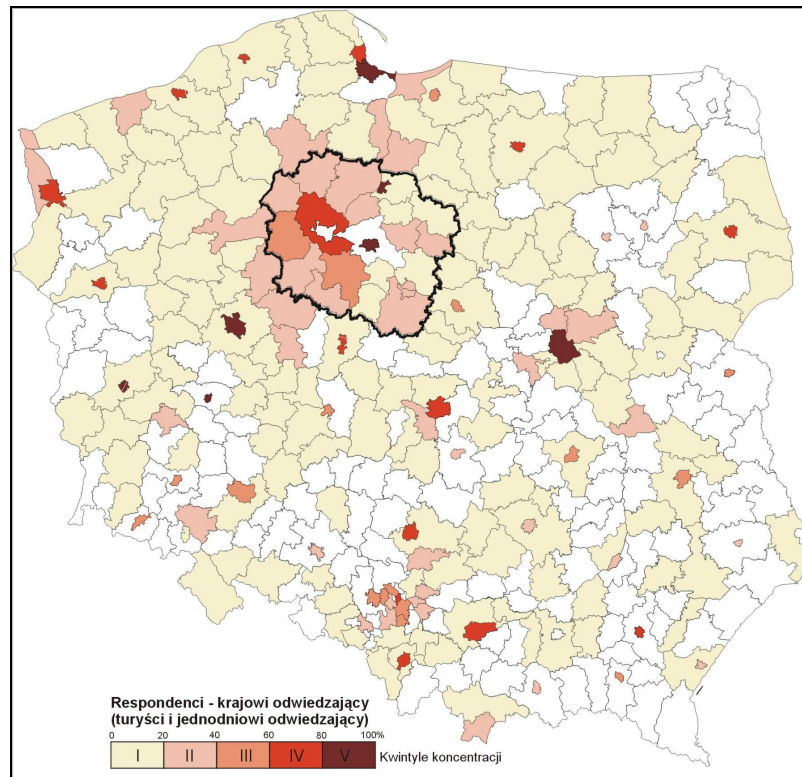 Respondenci - krajowi odwiedzający
(turyści i jednodniowi odwiedzający)
0 20 40 60 80 100%
I II III IV V Kwintyle koncentracji